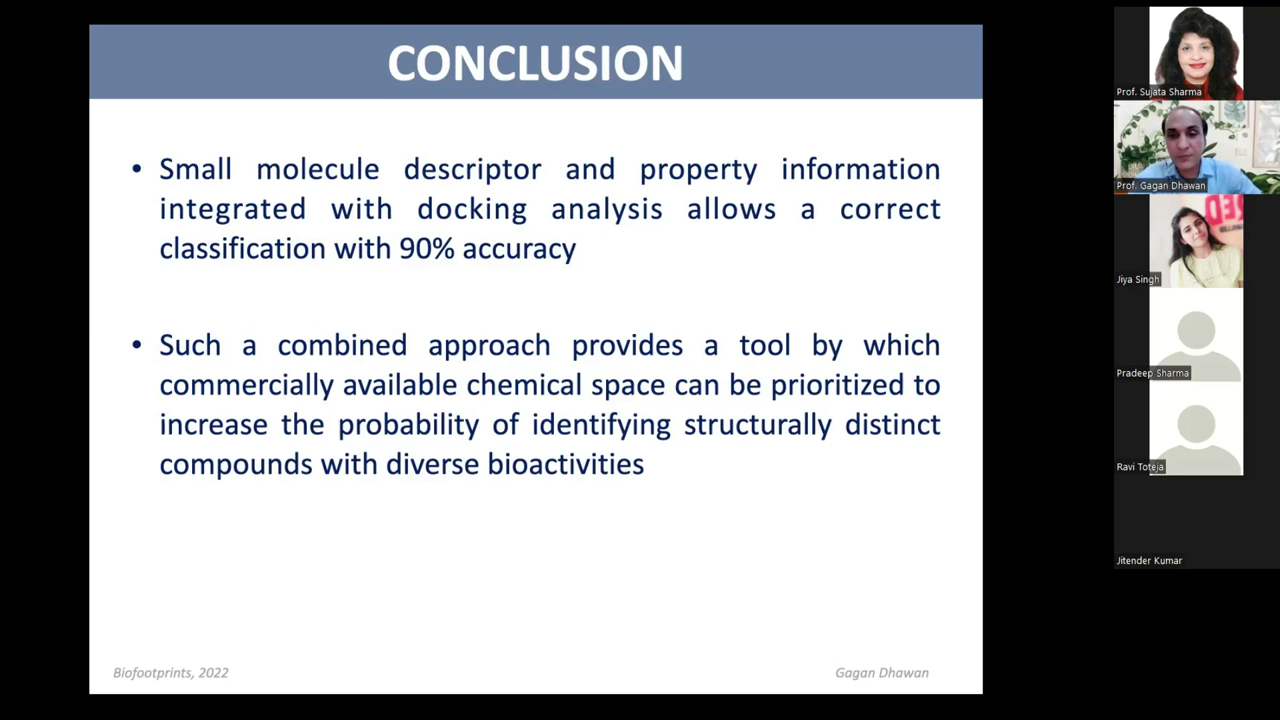 CONCLUSION
• Small molecule descriptor and property information
integrated with docking analysis allows a correct
classification with 90% accuracy
• Such a combined approach provides a tool by which
commercially available chemical space can be prioritized to
increase the probability of identifying structurally distinct
compounds with diverse bioactivities
Biofootprints, 2022
Gagan Dhawan
Prof. Sujata Sharma
Prof. Gagan Dhawan
Jiya Singh
Pradeep Sharma
Ravi Toteja
Jitender Kumar